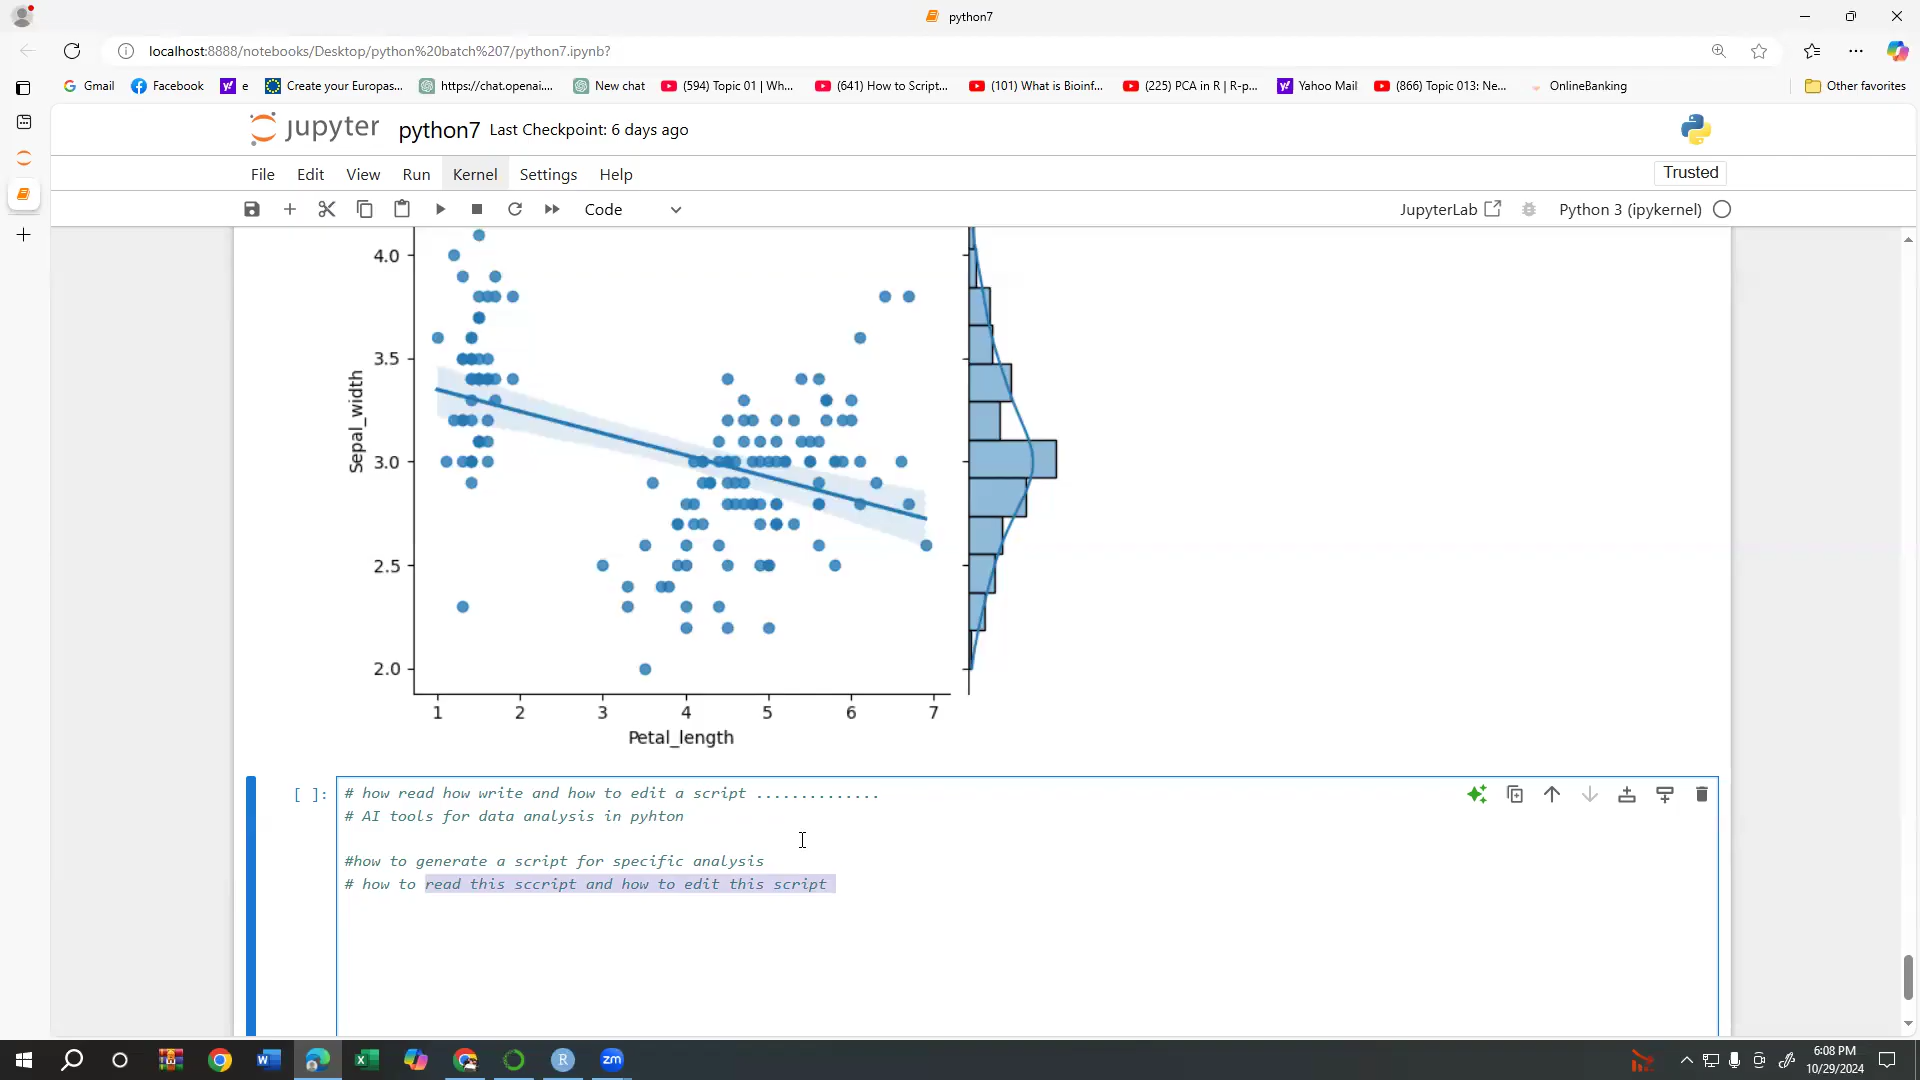 python7
localhost:8888/notebooks/Desktop/python%20batch%207/python7.ipynb?
Gmail
Facebook
e
Create your Europas...
https://chat.openai....
New chat
(594) Topic 01 | Wh...
(641) How to Script...
(101) What is Bioinf...
(225) PCA in R | R-p...
Yahoo Mail
(866) Topic 013: Ne...
OnlineBanking
Other favorites
jupyter python7 Last Checkpoint: 6 days ago
File Edit View Run Kernel Settings Help
Trusted
Code
JupyterLab
Python 3 (ipykernel)
4.0
3.5
3.0
2.5
2.0
Sepal_width
1 2 3 4 5 6 7
Petal_length
[ ]:
# how read how write and how to edit a script ..............
# AI tools for data analysis in pyhton
#how to generate a script for specific analysis
# how to read this sccript and how to edit this script
6:08 PM
10/29/2024